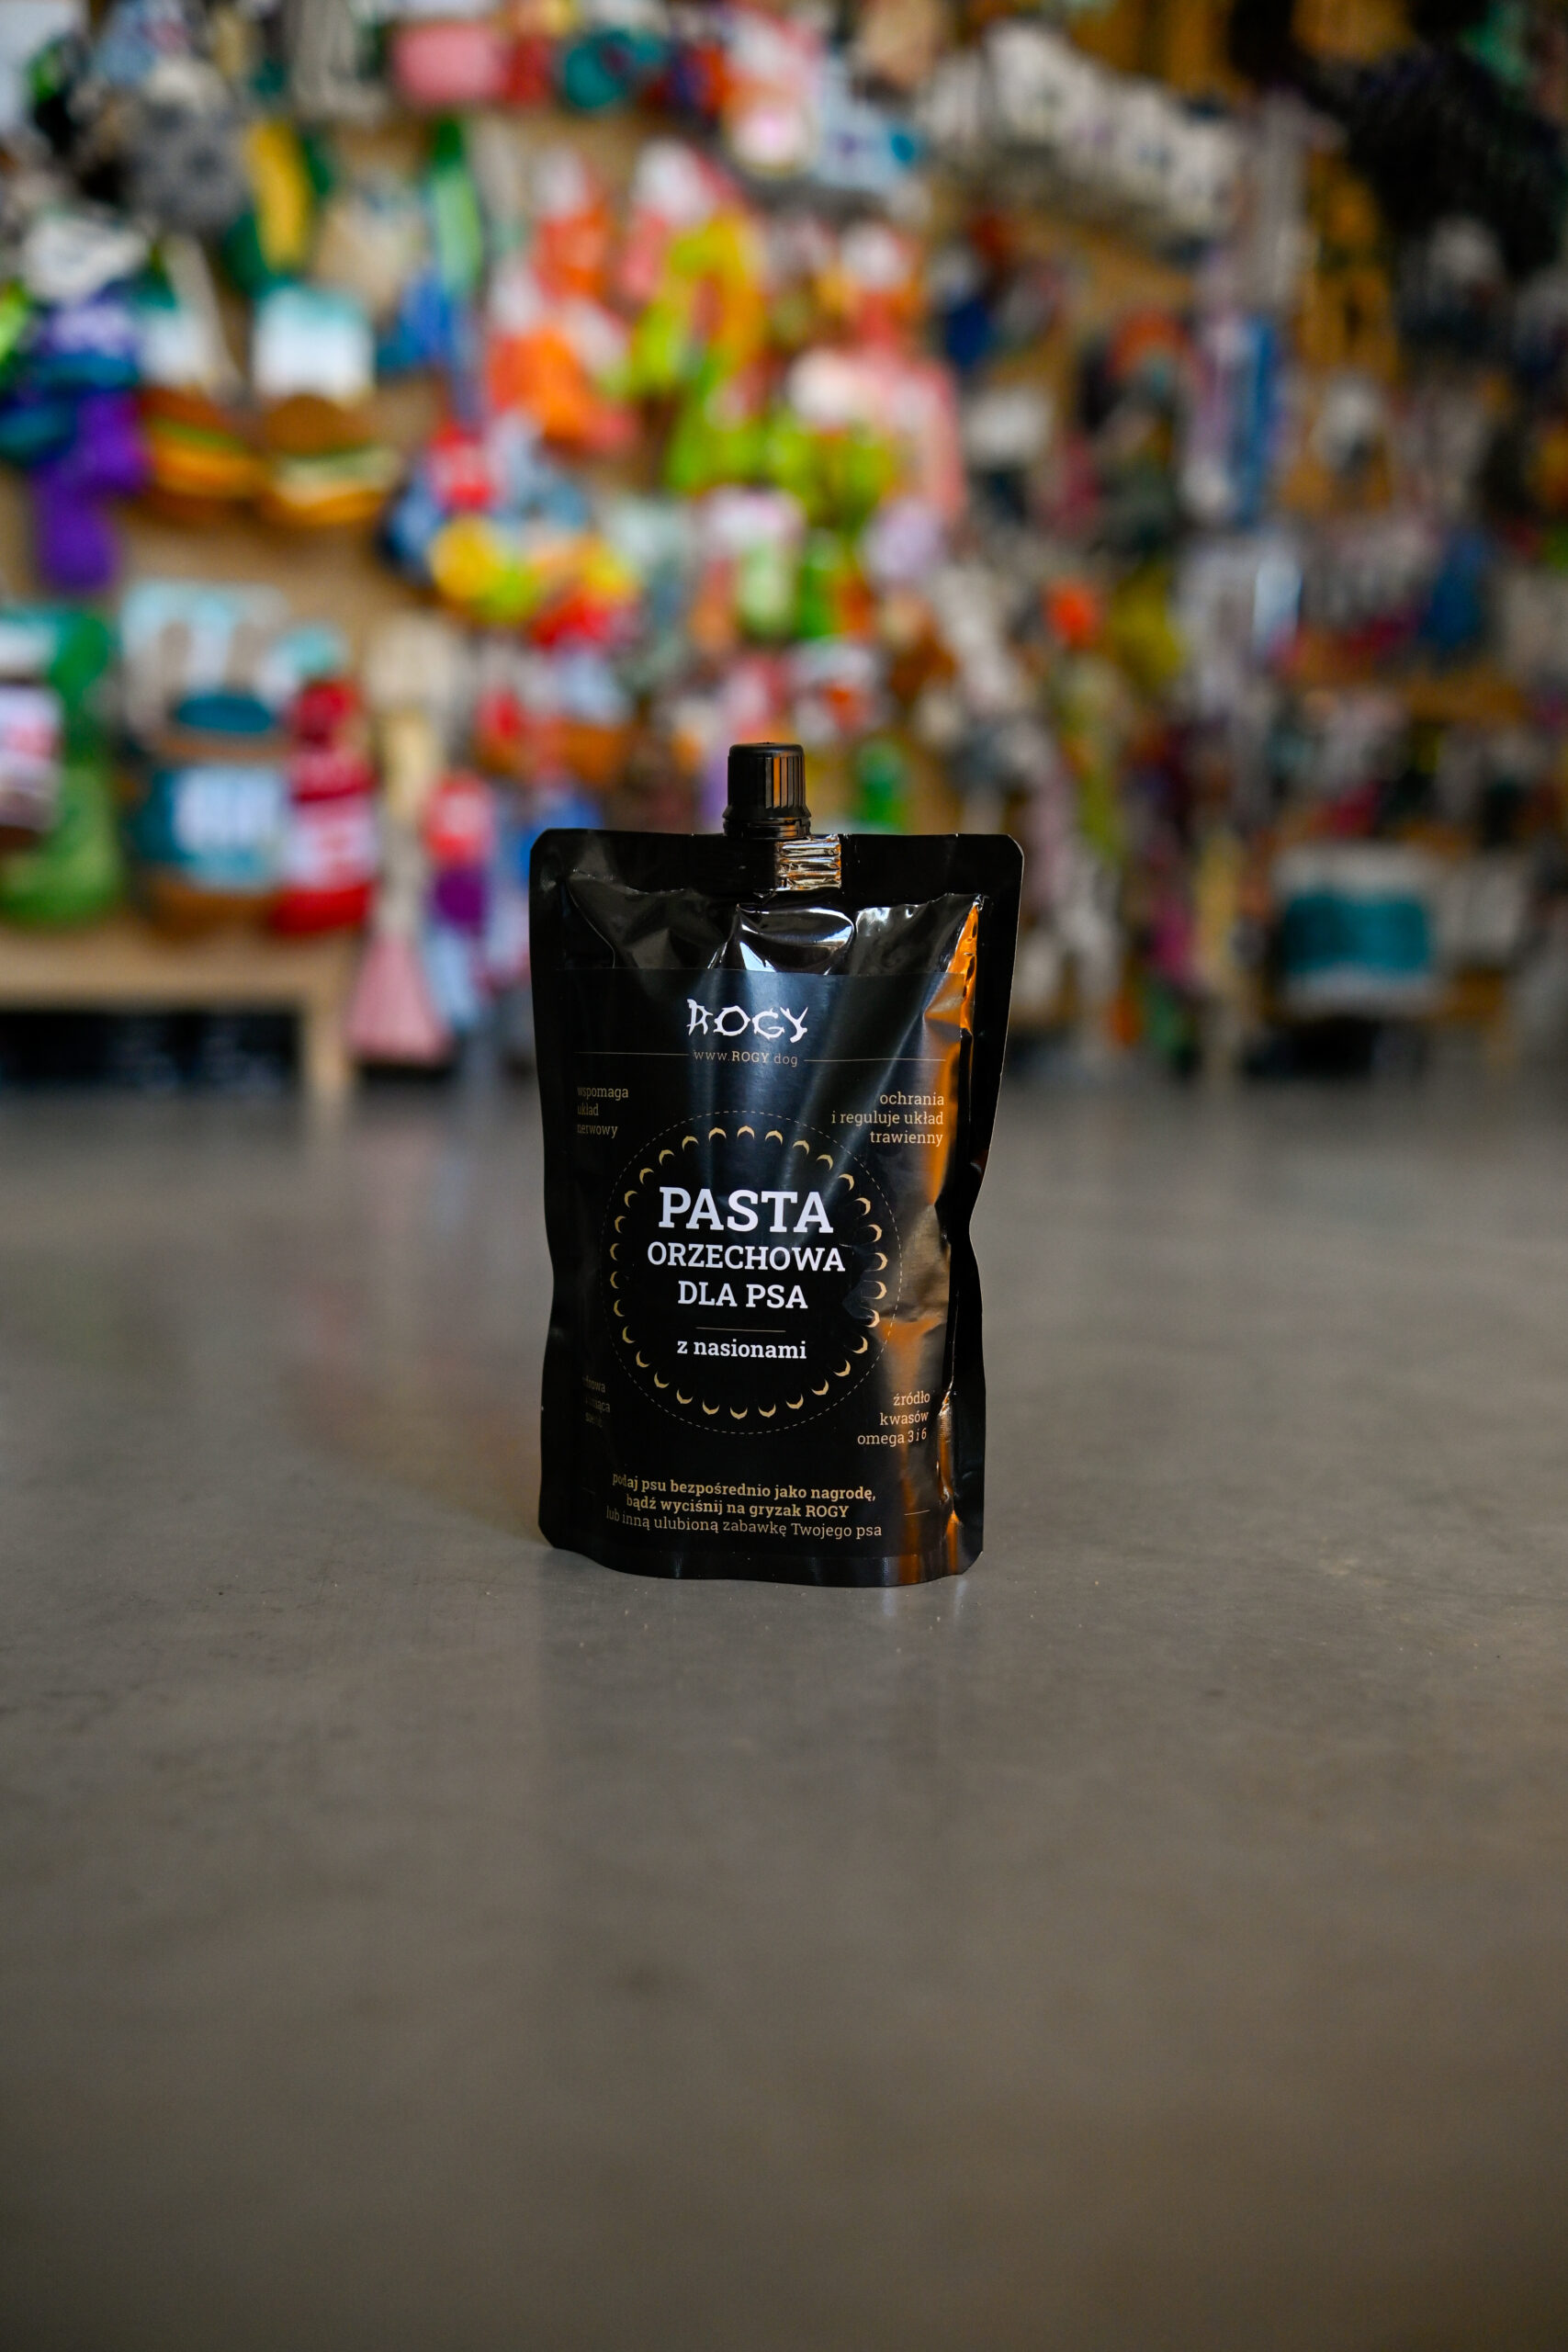 ROGY
www.ROGY.dog
wspomaga
układ
nerwowy
ochrania
i reguluje układ
trawienny
PASTA
ORZECHOWA
DLA PSA
z nasionami
źródło
kwasów
omega 3 i 6
podaj psu bezpośrednio jako nagrodę,
bądź wyciśnij na gryzak ROGY
lub inną ulubioną zabawkę Twojego psa